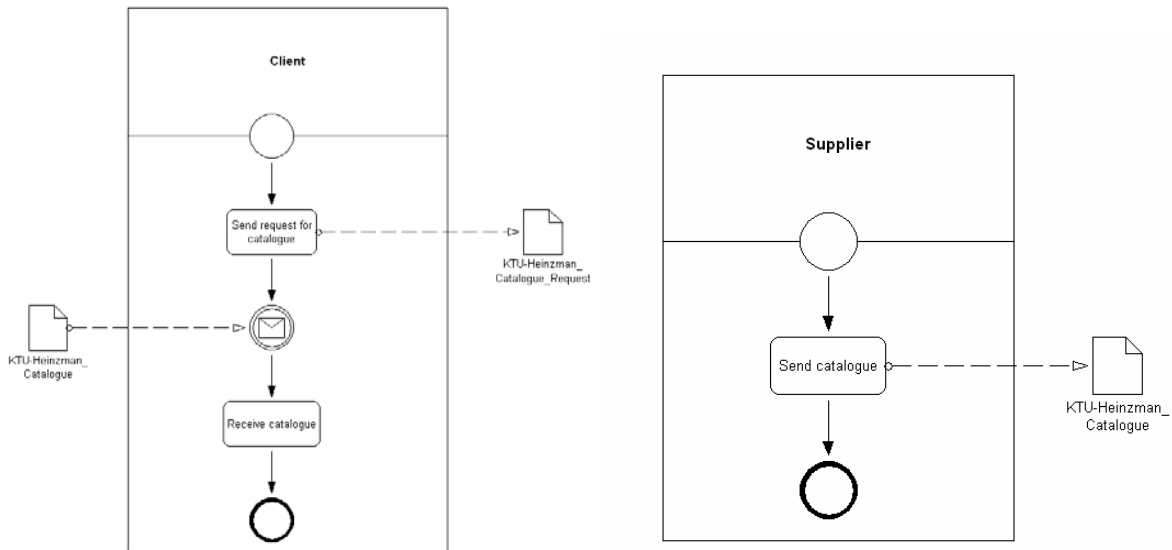 Client
Send request for
catalogue
KTU-Heinzman_
Catalogue_Request
KTU-Heinzman_
Catalogue
Receive catalogue
Supplier
Send catalogue
KTU-Heinzman_
Catalogue